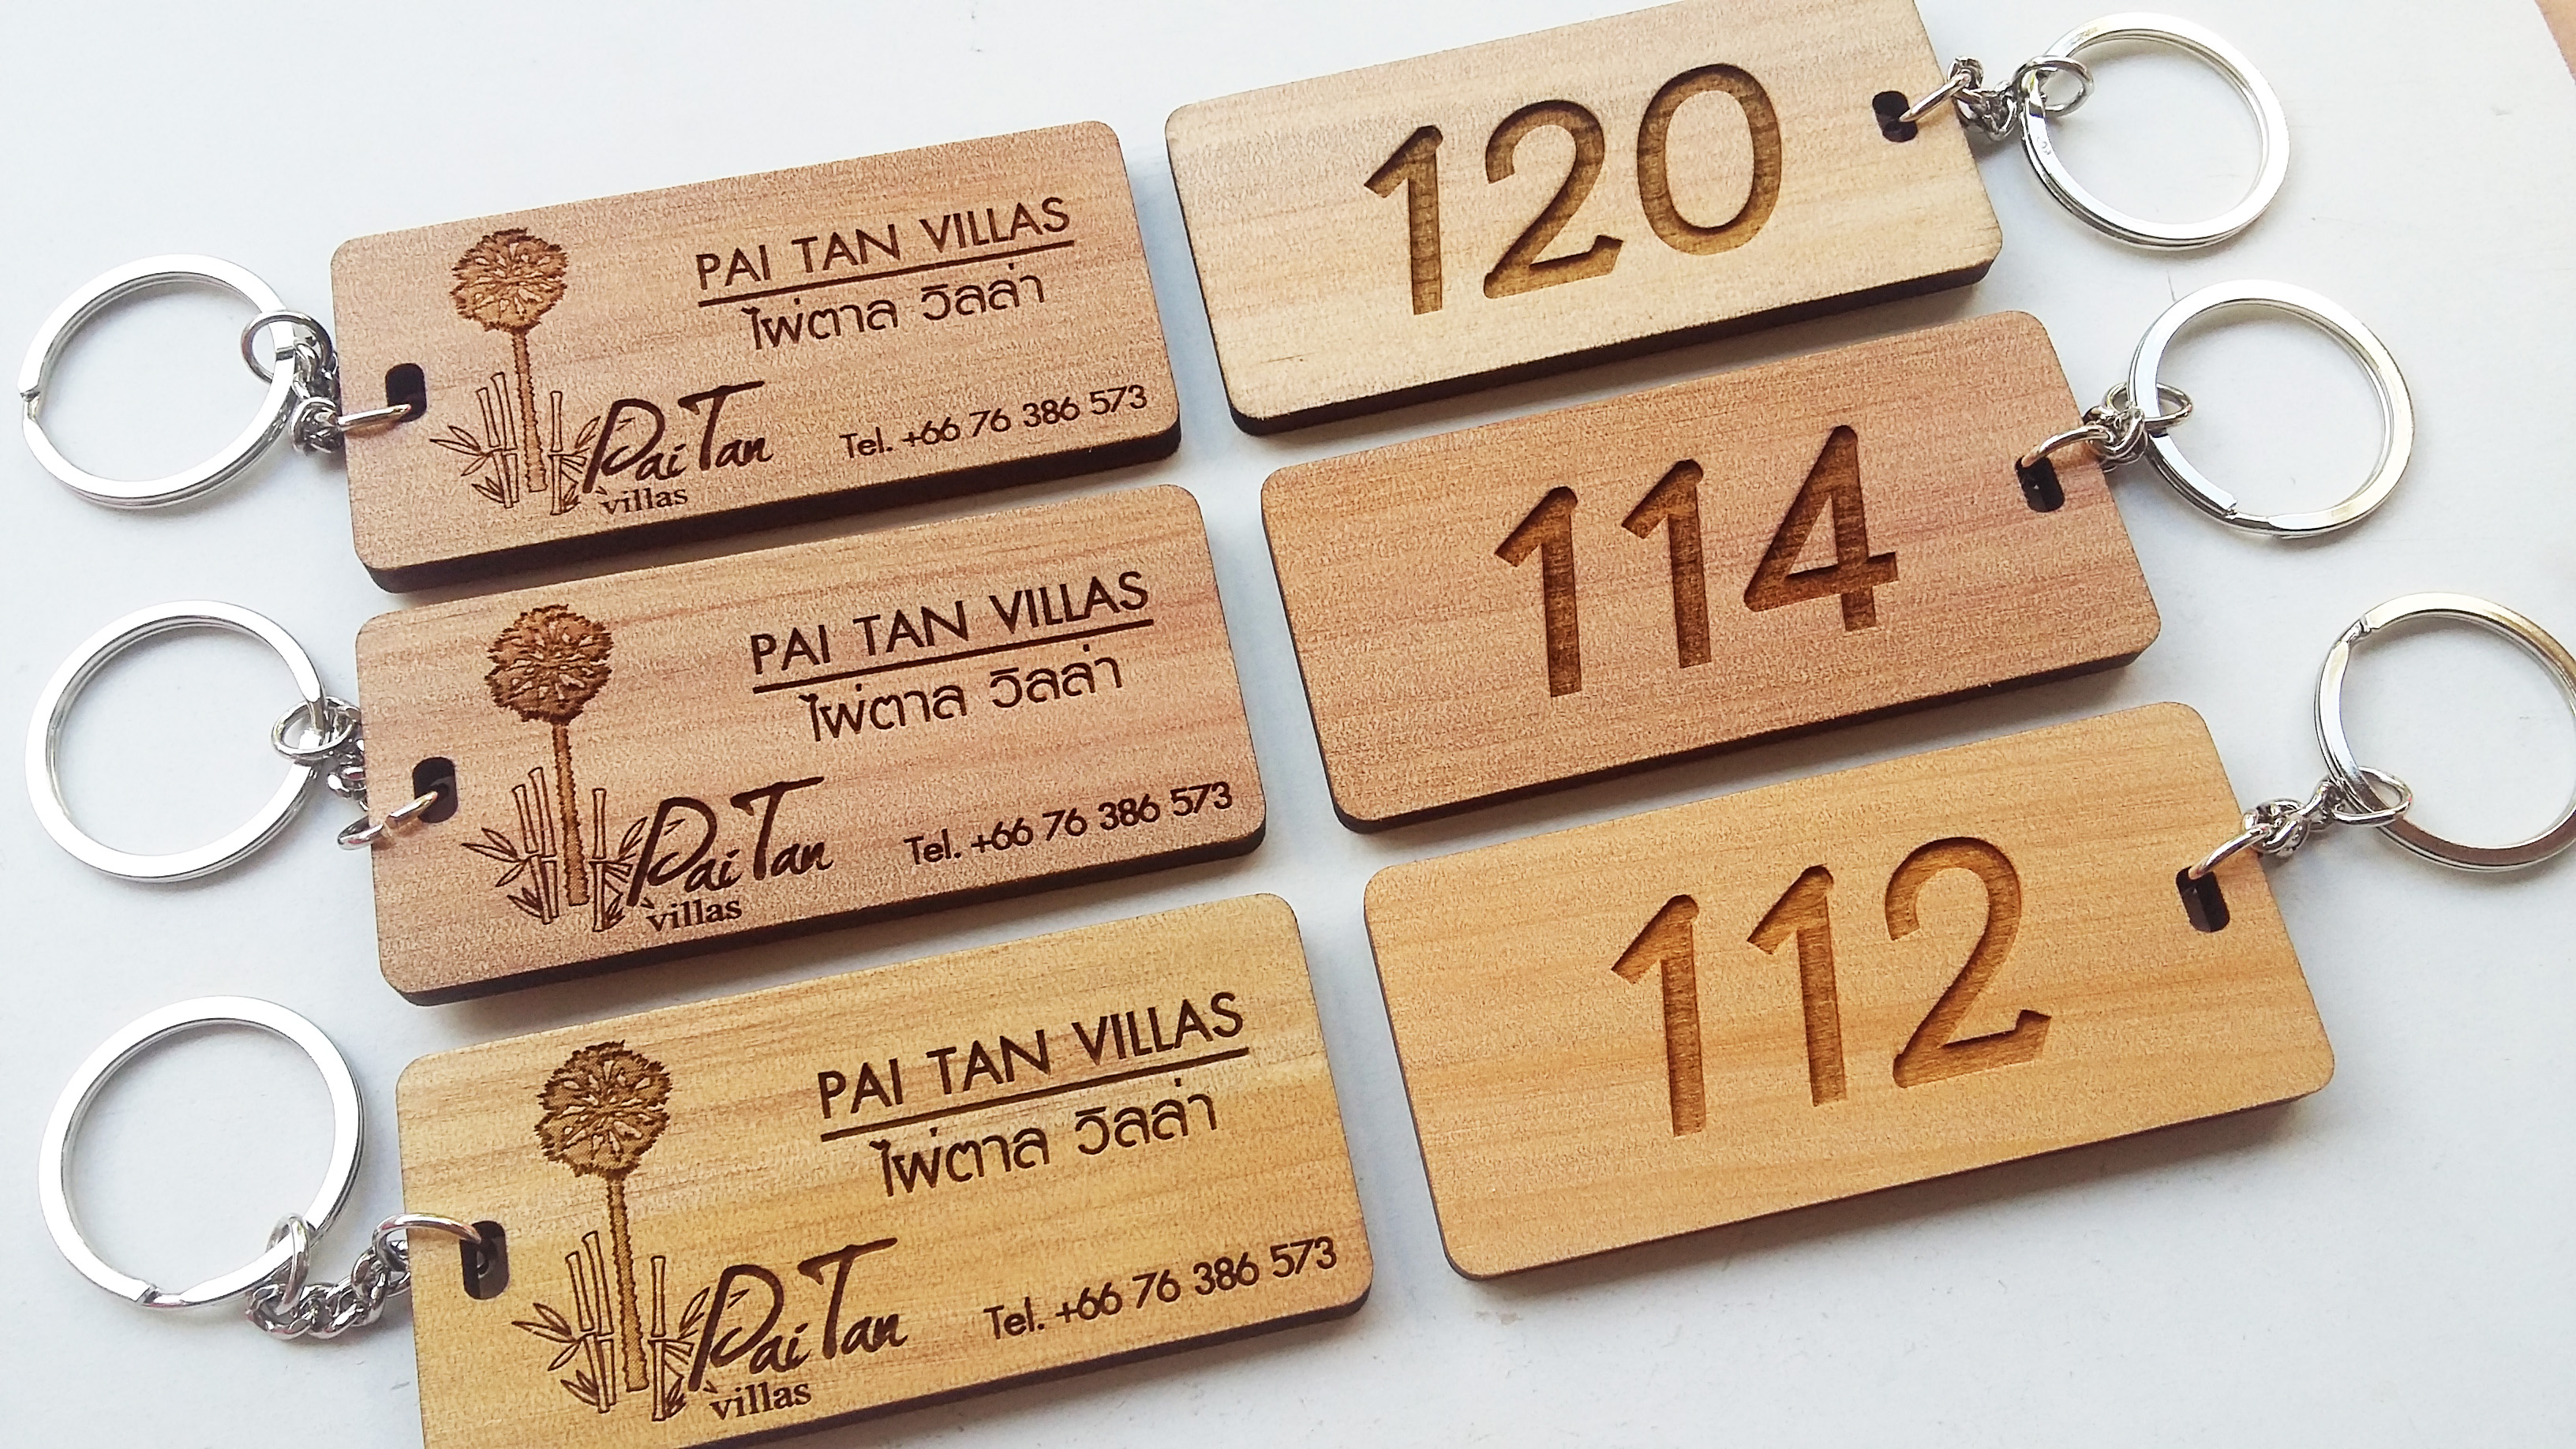 PAI TAN VILLAS
ไผ่ตาล วิลล่า
Pai Tan
villas
Tel. +66 76 386 573
120
PAI TAN VILLAS
ไผ่ตาล วิลล่า
Pai Tan
villas
Tel. +66 76 386 573
114
PAI TAN VILLAS
ไผ่ตาล วิลล่า
Pai Tan
villas
Tel. +66 76 386 573
112